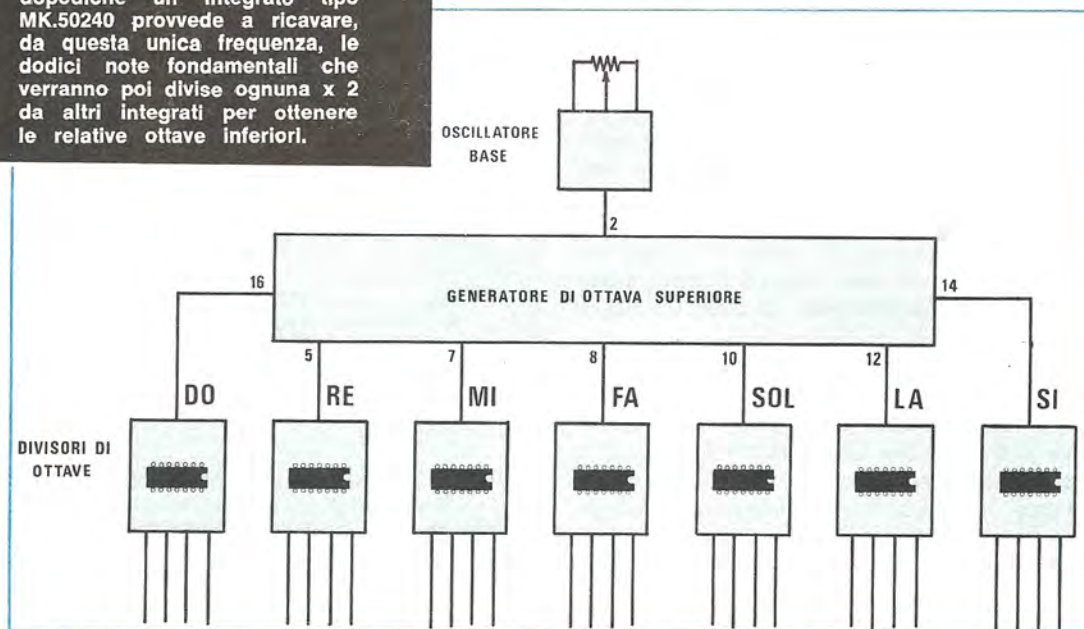 dopodiché un integrato tipo
MK.50240 provvede a ricavare,
da questa unica frequenza, le
dodici note fondamentali che
verranno poi divise ognuna x 2
da altri integrati per ottenere
le relative ottave inferiori.
OSCILLATORE
BASE
2
16
GENERATORE DI OTTAVA SUPERIORE
14
5
7
8
10
12
DO
RE
MI
FA
SOL
LA
SI
DIVISORI DI
OTTAVE